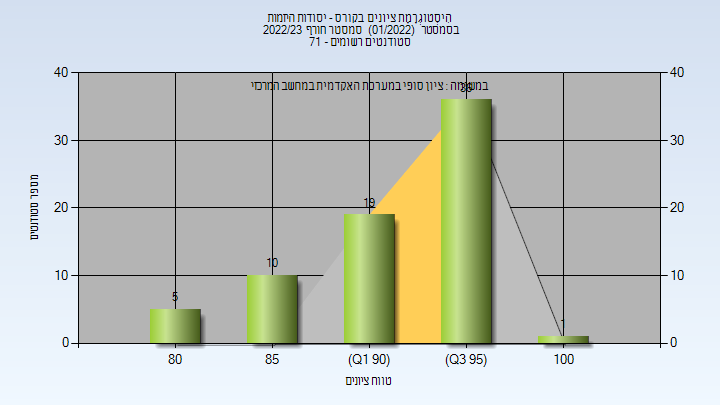 היסטוגרמת ציונים בקורס - יסודות היזמות
בסמסטר (01/2022) סמסטר חורף 2022/23
סטודנטים רשומים - 71
במשימה : ציון סופי במערכת האקדמית במחשב המרכזי
מספר סטודנטים
40
30
20
10
0
40
30
20
10
0
5
10
19
36
1
80
85
(Q1 90)
(Q3 95)
100
טווח ציונים